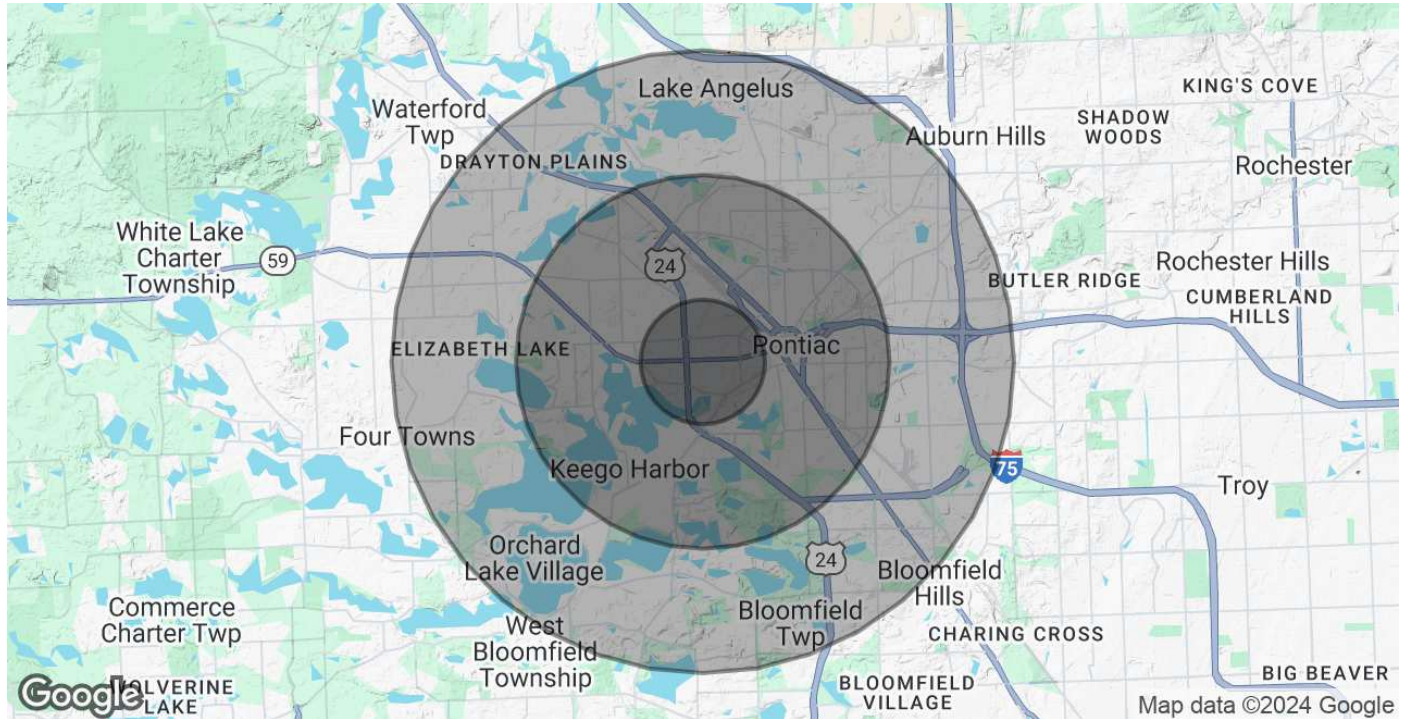 Lake Angelus
KING'S COVE
Waterford
Twp
SHADOW
WOODS
Auburn Hills
DRAYTON PLAINS
Rochester
White Lake
Charter
Township
59
24
Rochester Hills
BUTLER RIDGE
CUMBERLAND
HILLS
ELIZABETH LAKE
Pontiac
Four Towns
Keego Harbor
75
Troy
Orchard
Lake Village
24
Bloomfield
Hills
Commerce
Charter Twp
Bloomfield
Twp
West
Bloomfield
Township
CHARING CROSS
BIG BEAVER
BLOOMFIELD
VILLAGE
WOLVERINE
LAKE
Google
Map data ©2024 Google